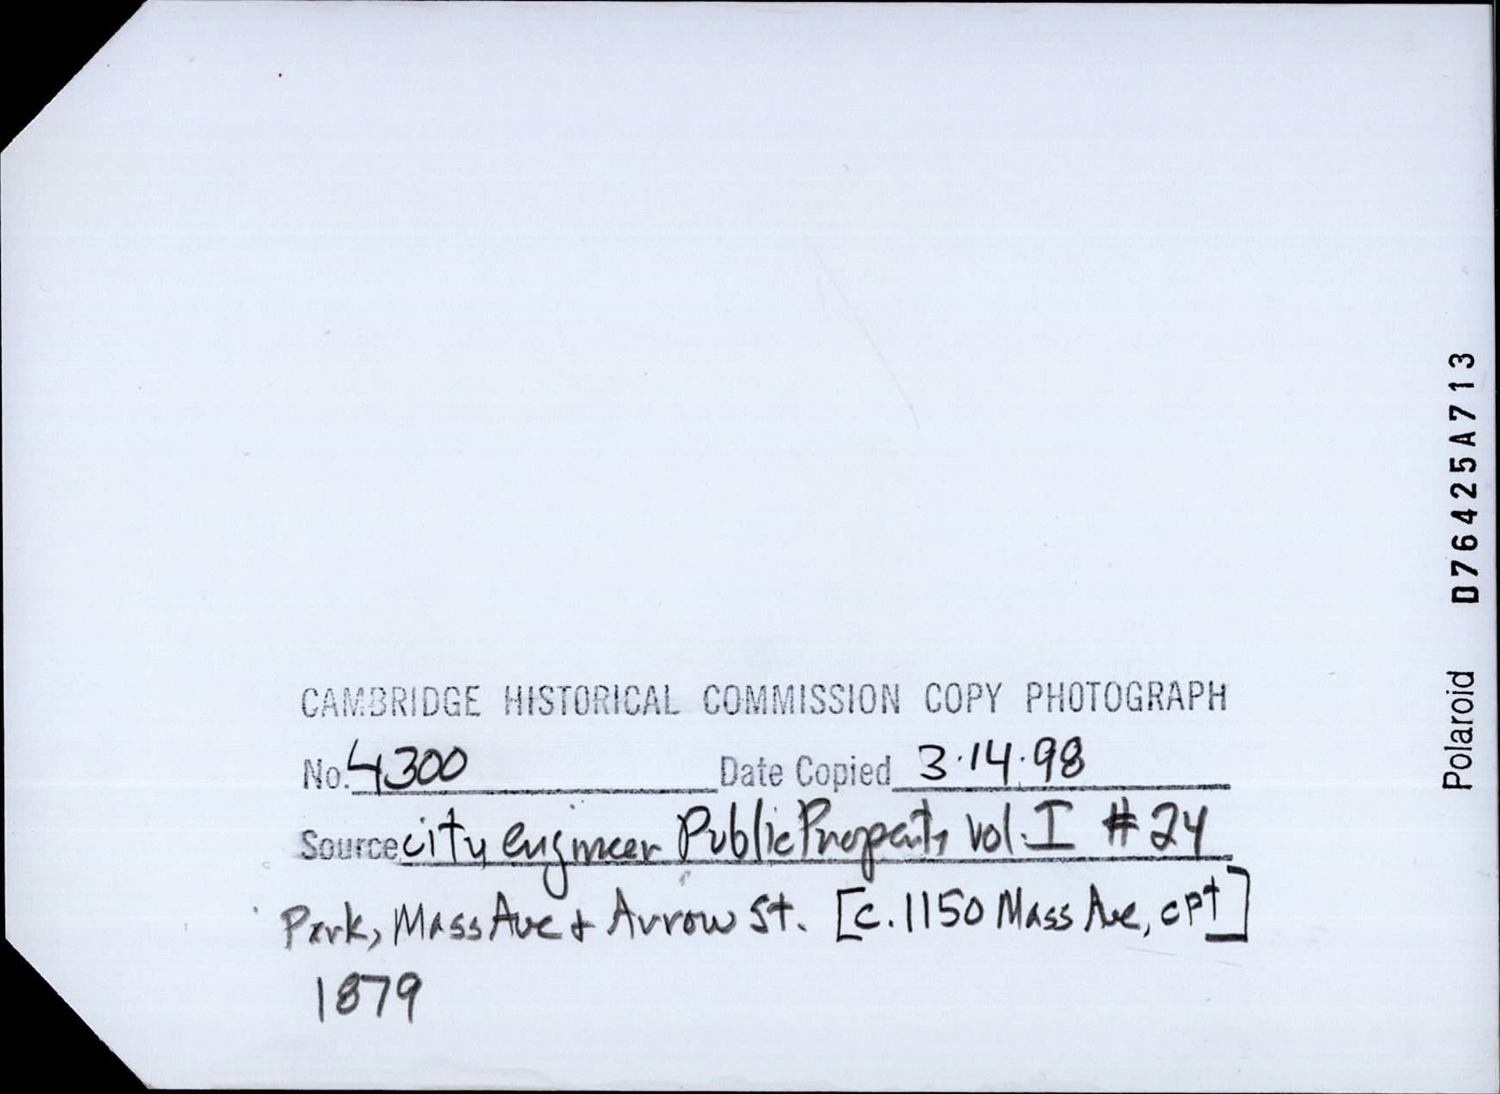 CAMBRIDGE HISTORICAL COMMISSION COPY PHOTOGRAPH
No. 4300 Date Copied 3·14·98
Source city engineer Public Property vol. I # 24
Park, Mass Ave + Arrow St. [c. 1150 Mass Ave, cpt]
1879
Polaroid D76425A713